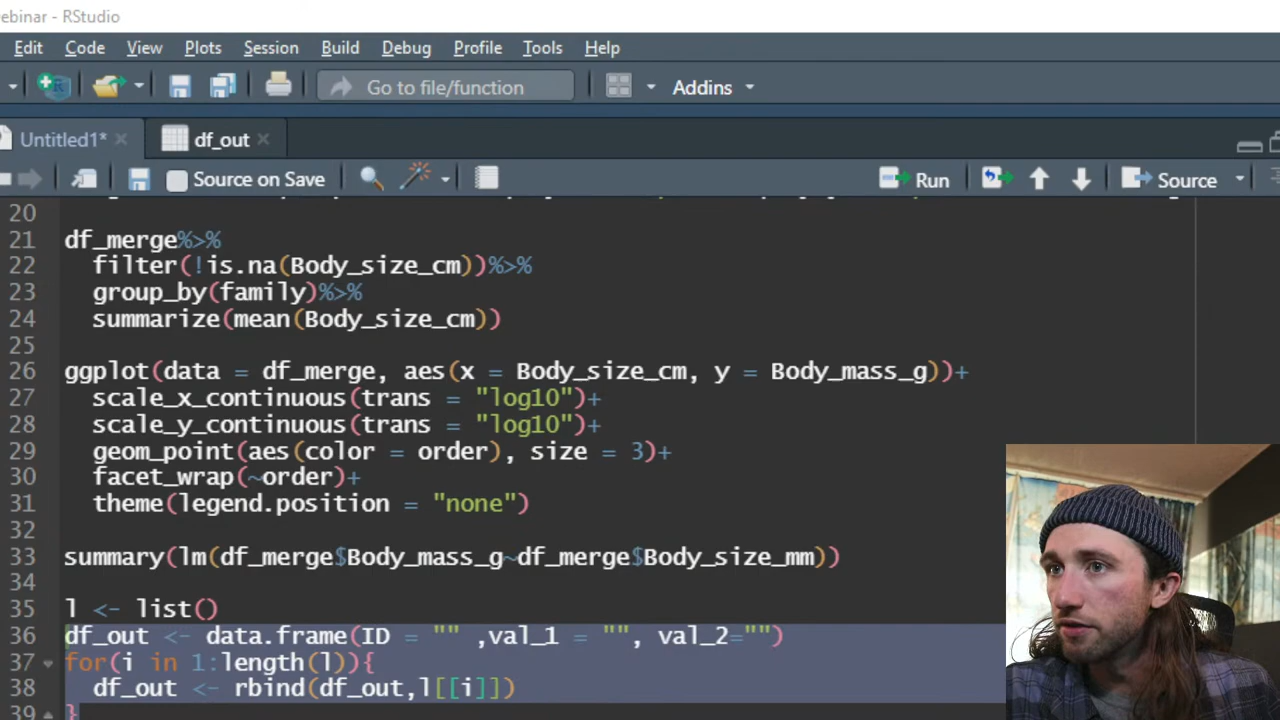 ebinar - RStudio
Edit Code View Plots Session Build Debug Profile Tools Help
Go to file/function Addins
Untitled1* df_out
Source on Save Run Source
20
21 df_merge%>%
22 filter(!is.na(Body_size_cm))%>%
23 group_by(family)%>%
24 summarize(mean(Body_size_cm))
25
26 ggplot(data = df_merge, aes(x = Body_size_cm, y = Body_mass_g))+
27 scale_x_continuous(trans = "log10")+
28 scale_y_continuous(trans = "log10")+
29 geom_point(aes(color = order), size = 3)+
30 facet_wrap(~order)+
31 theme(legend.position = "none")
32
33 summary(lm(df_merge$Body_mass_g~df_merge$Body_size_mm))
34
35 l <- list()
36 df_out <- data.frame(ID = "" ,val_1 = "", val_2="")
37 for(i in 1:length(l)){
38 df_out <- rbind(df_out,l[[i]])
39 }